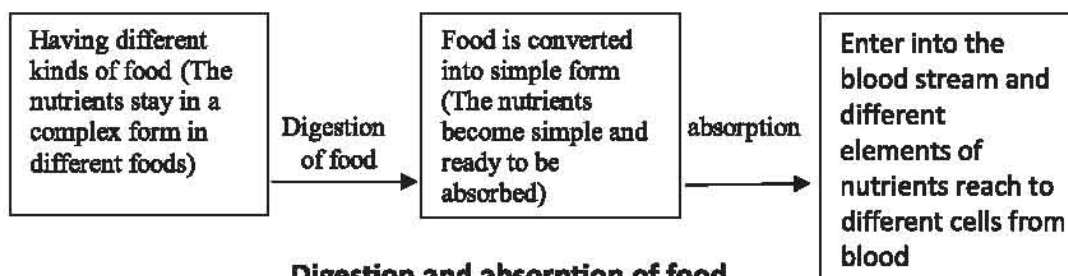 Having different
kinds of food (The
nutrients stay in a
complex form in
different foods)
Digestion
of food
Food is converted
into simple form
(The nutrients
become simple and
ready to be
absorbed)
absorption
Enter into the
blood stream and
different
elements of
nutrients reach to
different cells from
blood
Digestion and absorption of food